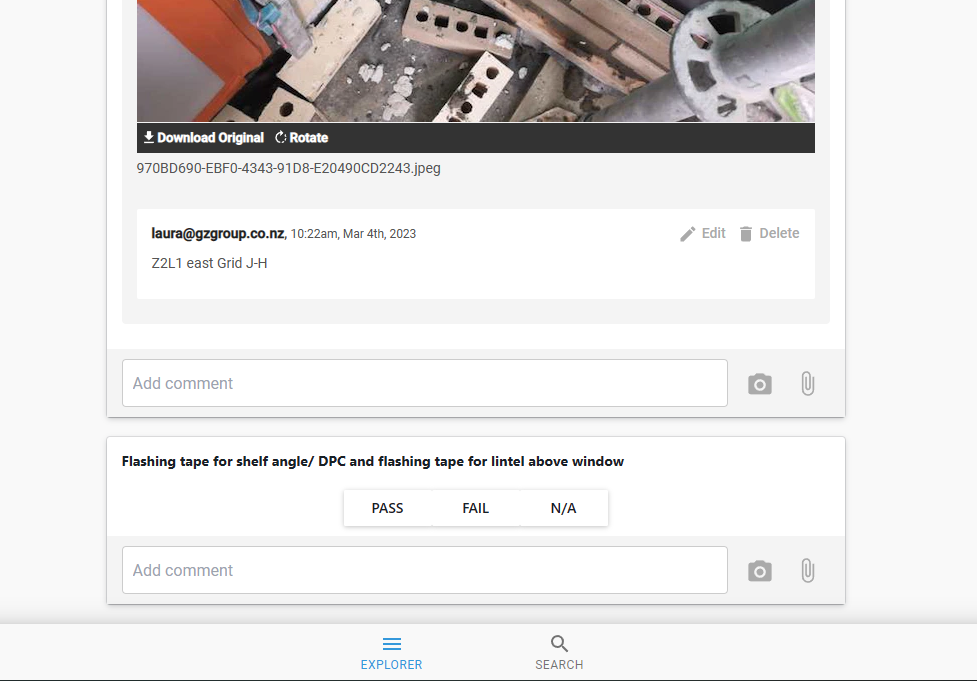 Download Original Rotate
970BD690-EBF0-4343-91D8-E20490CD2243.jpeg
laura@gzgroup.co.nz, 10:22am, Mar 4th, 2023 Edit Delete
Z2L1 east Grid J-H
Add comment
Flashing tape for shelf angle/ DPC and flashing tape for lintel above window
PASS FAIL N/A
Add comment
EXPLORER SEARCH